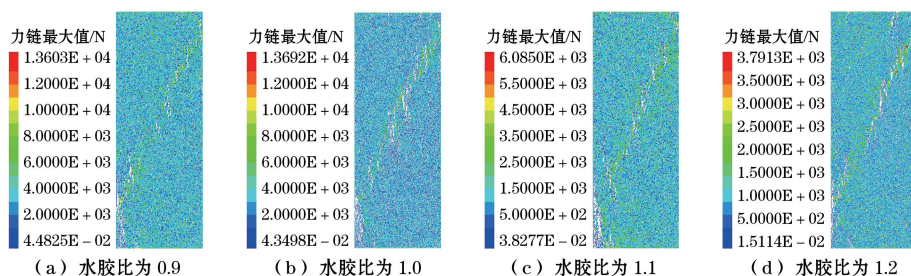 力链最大值/N
1.3603E + 04
1.2000E + 04
1.0000E + 04
8.0000E + 03
6.0000E + 03
4.0000E + 03
2.0000E + 03
4.4825E − 02
(a) 水胶比为 0.9
力链最大值/N
1.3692E + 04
1.2000E + 04
1.0000E + 04
8.0000E + 03
6.0000E + 03
4.0000E + 03
2.0000E + 03
4.3498E − 02
(b) 水胶比为 1.0
力链最大值/N
6.0850E + 03
5.5000E + 03
4.5000E + 03
3.5000E + 03
2.5000E + 03
1.5000E + 03
5.0000E + 02
3.8277E − 02
(c) 水胶比为 1.1
力链最大值/N
3.7913E + 03
3.5000E + 03
3.0000E + 03
2.5000E + 03
2.0000E + 03
1.5000E + 03
1.0000E + 03
5.0000E + 02
1.5114E − 02
(d) 水胶比为 1.2